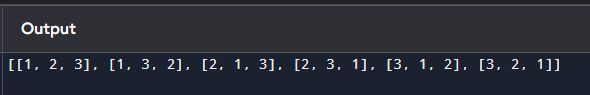 Output
[[1, 2, 3], [1, 3, 2], [2, 1, 3], [2, 3, 1], [3, 1, 2], [3, 2, 1]]